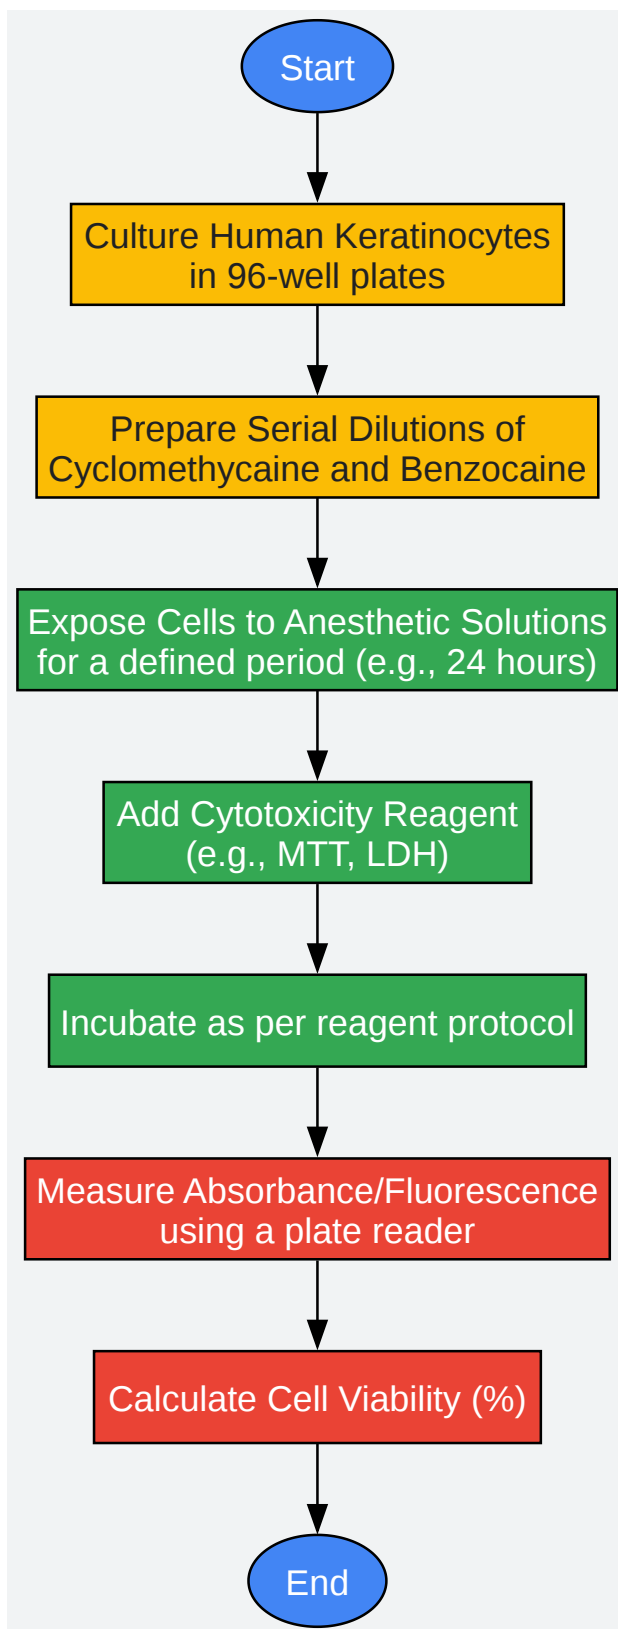 Start
Culture Human Keratinocytes
in 96-well plates
Prepare Serial Dilutions of
Cyclomethycaine and Benzocaine
Expose Cells to Anesthetic Solutions
for a defined period (e.g., 24 hours)
Add Cytotoxicity Reagent
(e.g., MTT, LDH)
Incubate as per reagent protocol
Measure Absorbance/Fluorescence
using a plate reader
Calculate Cell Viability (%)
End